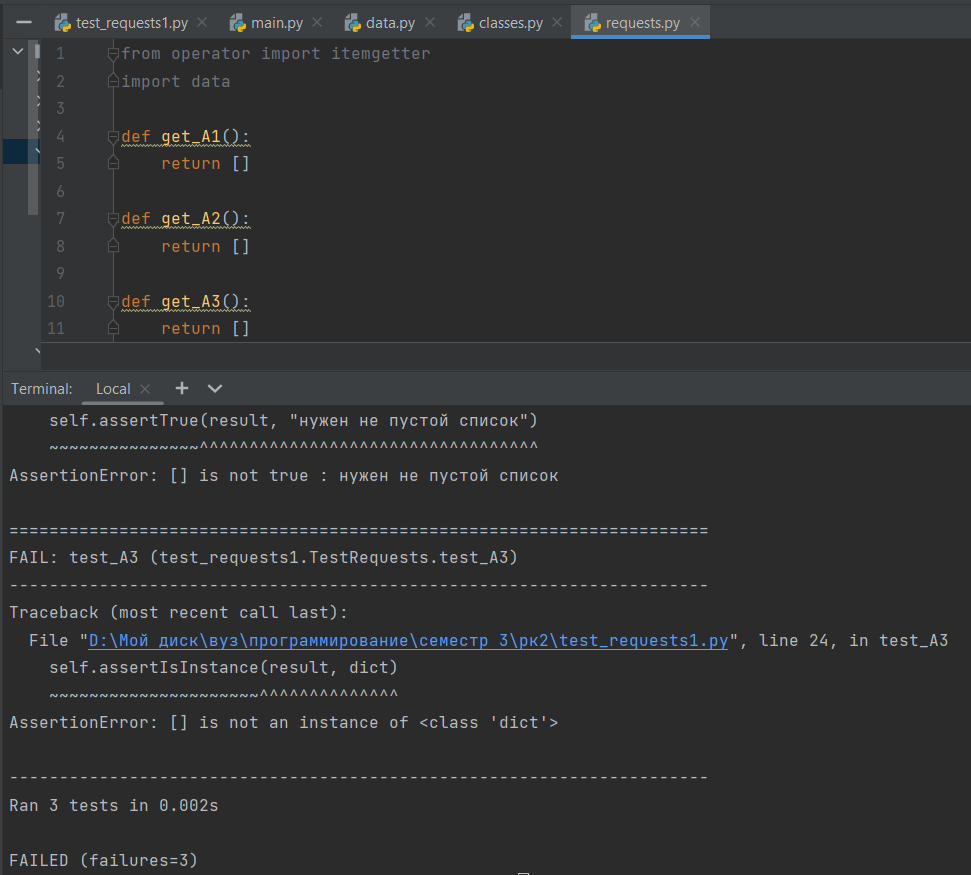 test_requests1.py main.py data.py classes.py requests.py
1 from operator import itemgetter
2 import data
3
4 def get_A1():
5     return []
6
7 def get_A2():
8     return []
9
10 def get_A3():
11     return []
Terminal: Local
    self.assertTrue(result, "нужен не пустой список")
    ~~~~~~~~~~~~~~~^^^^^^^^^^^^^^^^^^^^^^^^^^^^^^^^^^
AssertionError: [] is not true : нужен не пустой список
======================================================================
FAIL: test_A3 (test_requests1.TestRequests.test_A3)
----------------------------------------------------------------------
Traceback (most recent call last):
  File "D:\Мой диск\вуз\программирование\семестр 3\рк2\test_requests1.py", line 24, in test_A3
    self.assertIsInstance(result, dict)
    ~~~~~~~~~~~~~~~~~~~~~^^^^^^^^^^^^^^
AssertionError: [] is not an instance of <class 'dict'>
----------------------------------------------------------------------
Ran 3 tests in 0.002s
FAILED (failures=3)